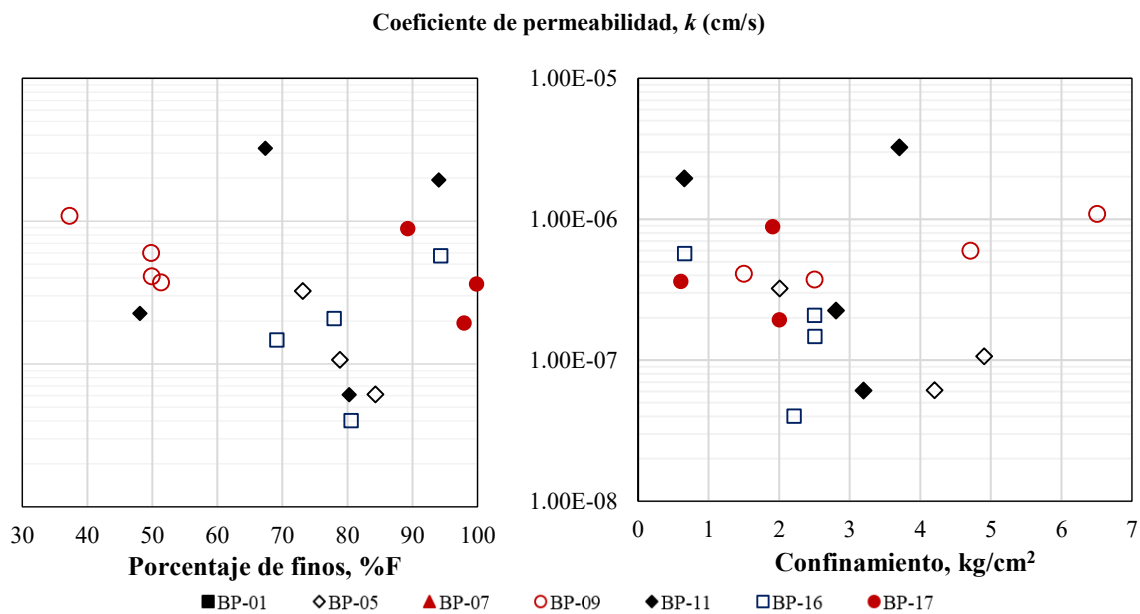 Coeficiente de permeabilidad, k (cm/s)
1.00E-05
1.00E-06
1.00E-07
1.00E-08
30 40 50 60 70 80 90 100
0 1 2 3 4 5 6 7
Porcentaje de finos, %F
Confinamiento, kg/cm²
BP-01 BP-05 BP-07 BP-09 BP-11 BP-16 BP-17